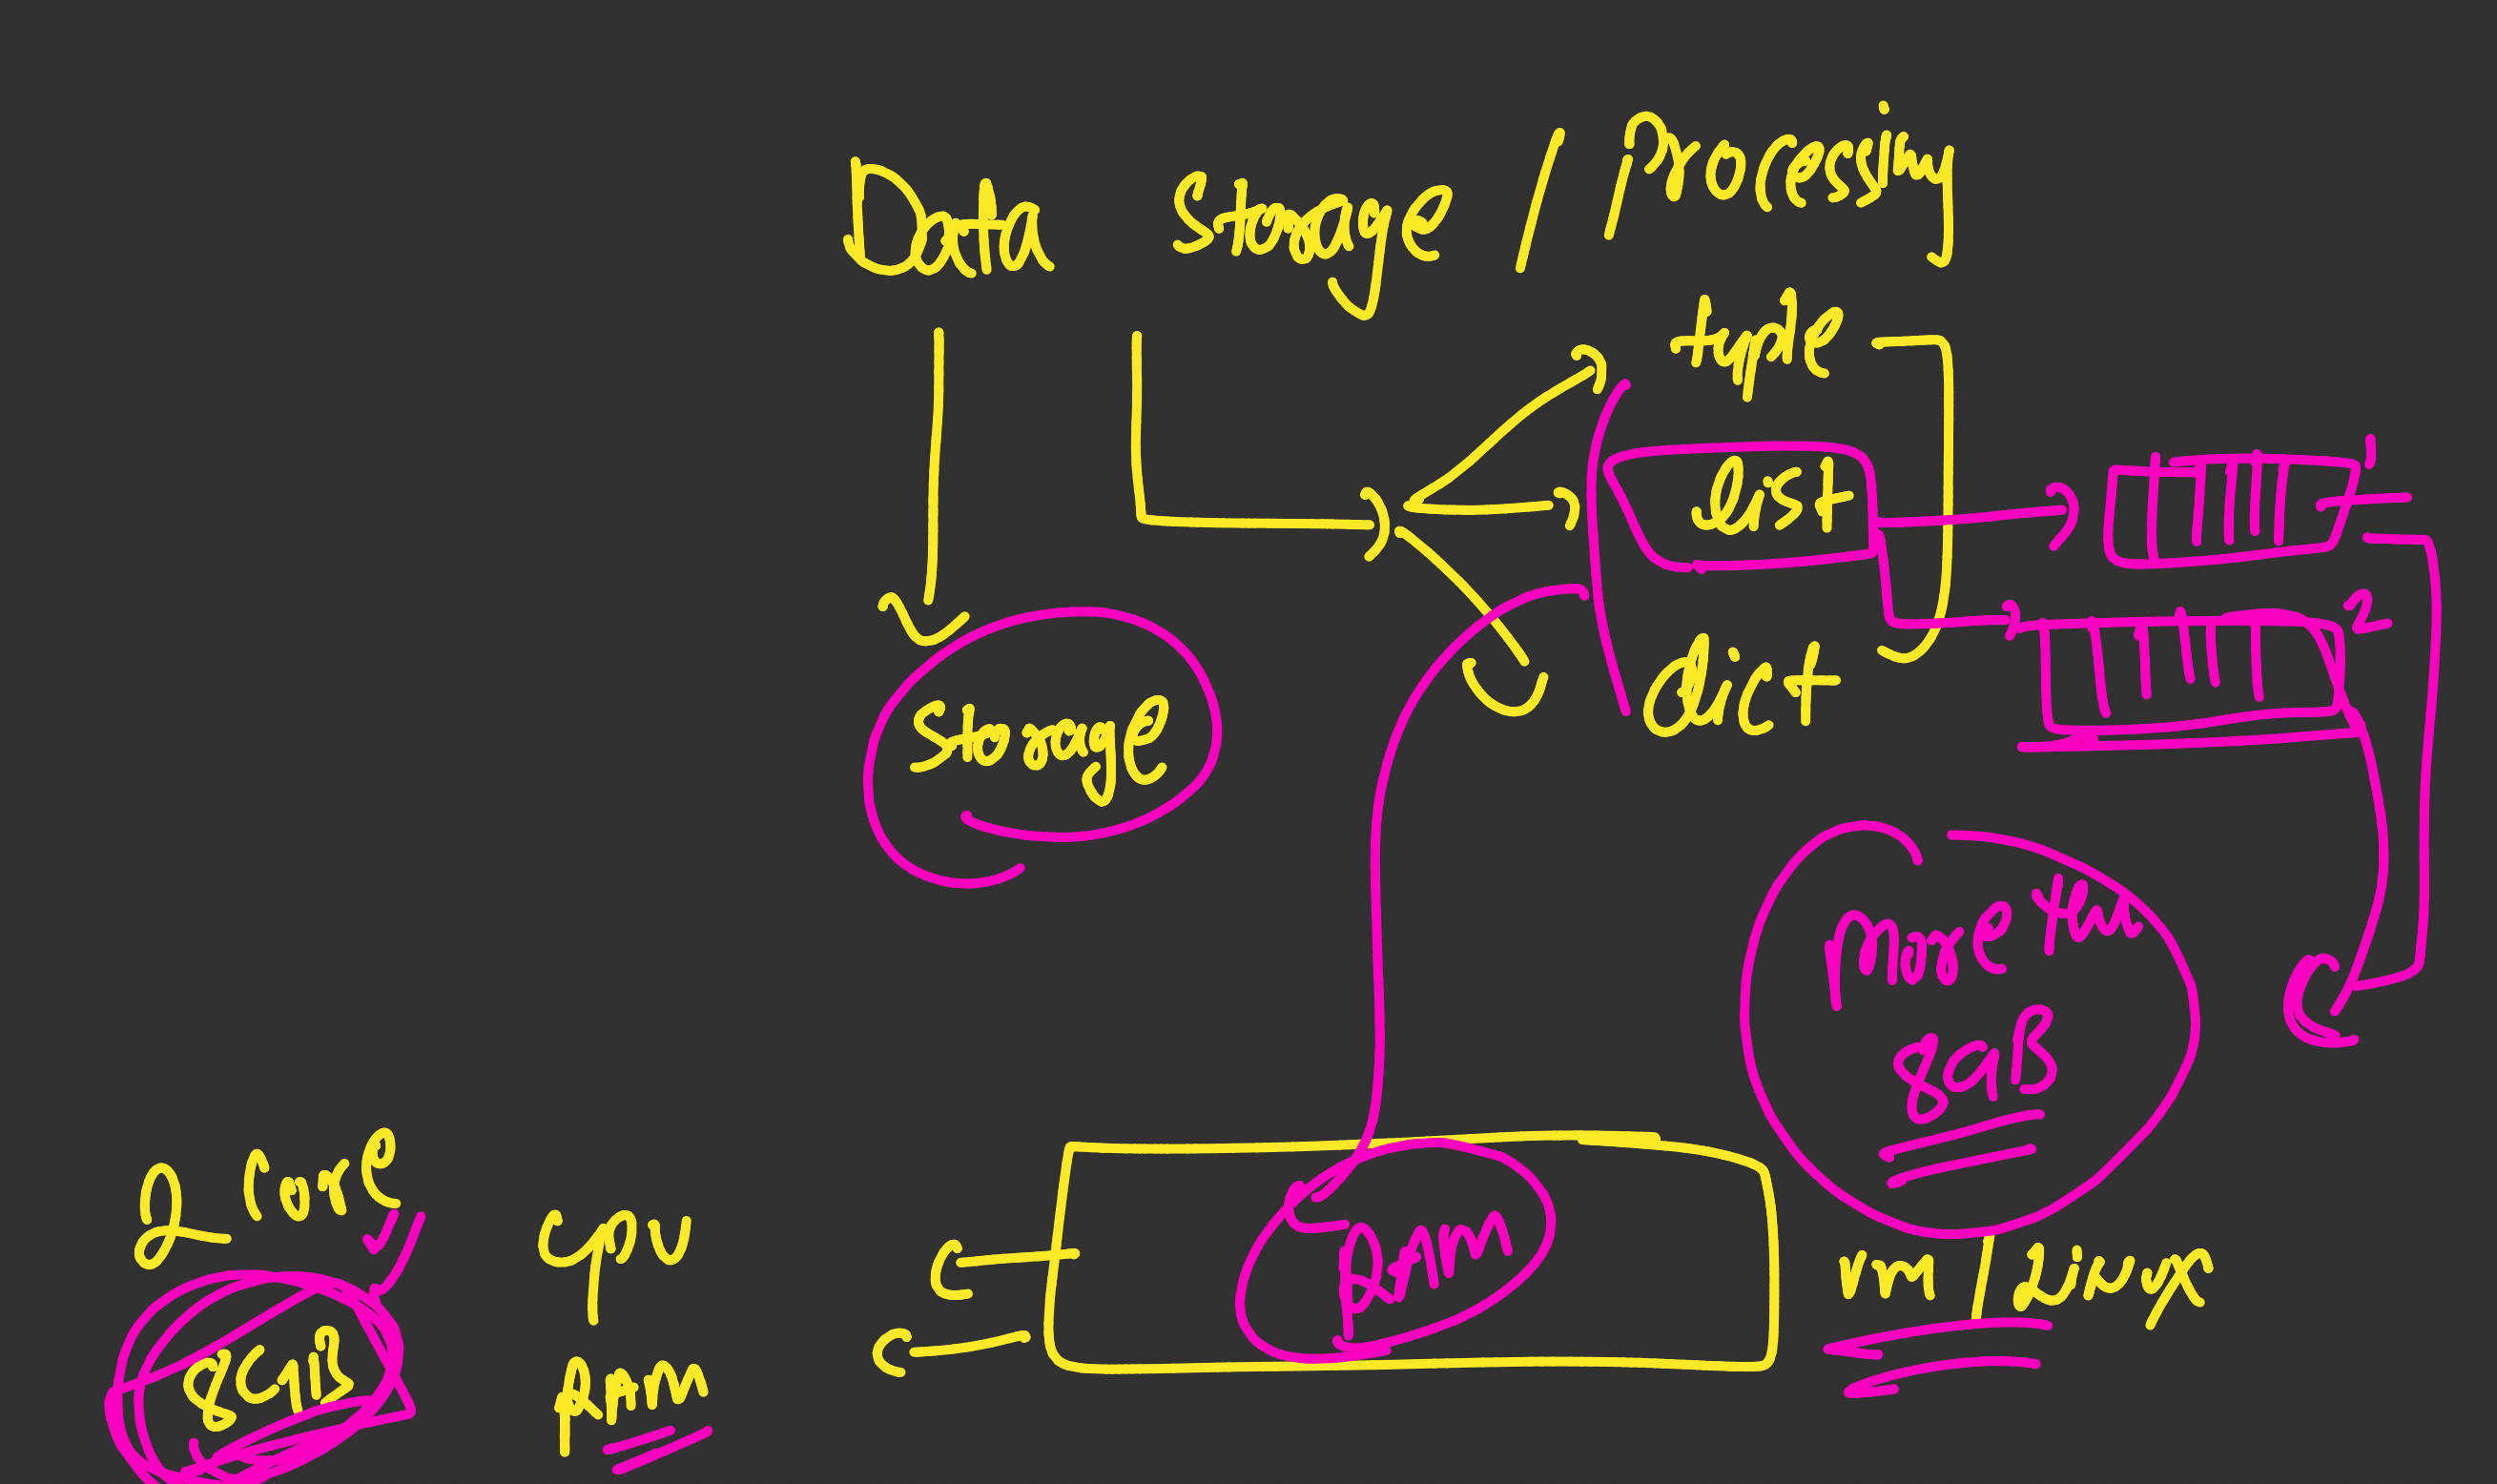 Data storage / Processing
tuple
list
1
2
dict
storage
more than
8GB
2 Core
CPU
RAM
vm / Linux
8GB
RAM